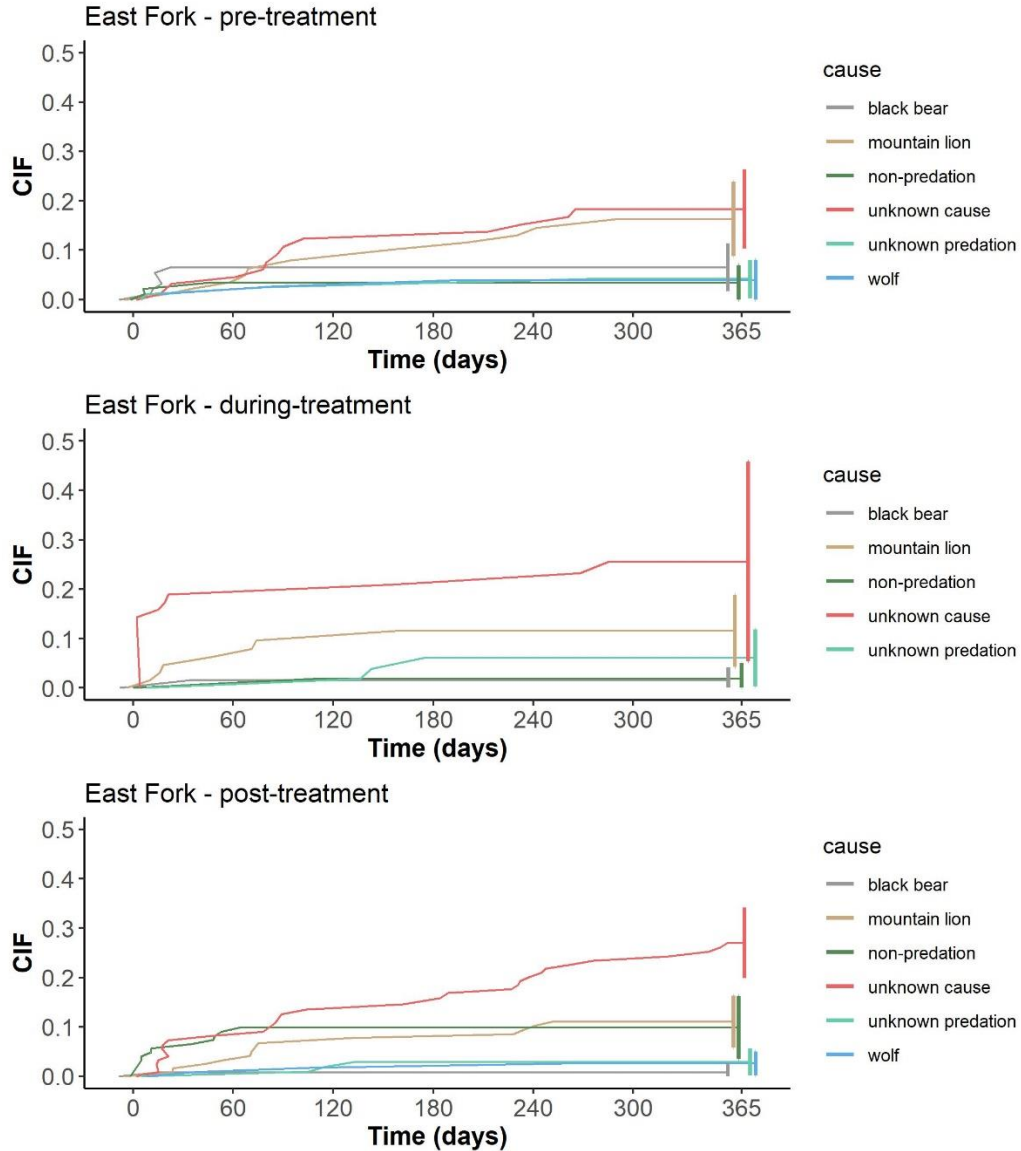 East Fork - pre-treatment
CIF
0.5
0.4
0.3
0.2
0.1
0.0
0 60 120 180 240 300 365
Time (days)
cause
black bear
mountain lion
non-predation
unknown cause
unknown predation
wolf
East Fork - during-treatment
CIF
0.5
0.4
0.3
0.2
0.1
0.0
0 60 120 180 240 300 365
Time (days)
cause
black bear
mountain lion
non-predation
unknown cause
unknown predation
East Fork - post-treatment
CIF
0.5
0.4
0.3
0.2
0.1
0.0
0 60 120 180 240 300 365
Time (days)
cause
black bear
mountain lion
non-predation
unknown cause
unknown predation
wolf